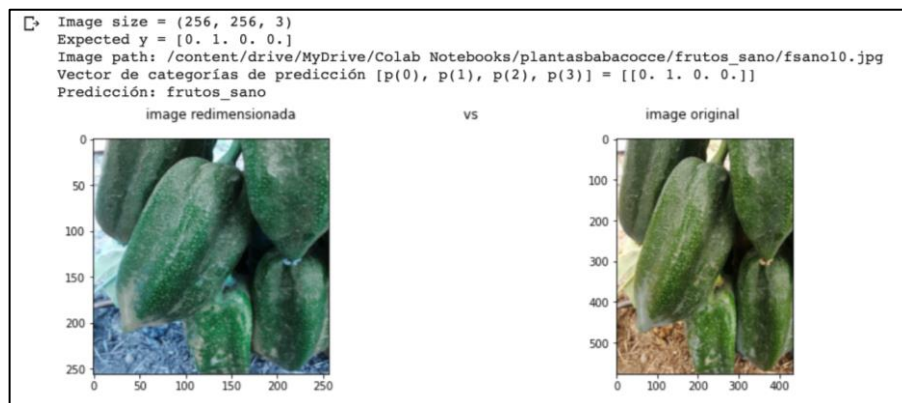 Image size = (256, 256, 3)
Expected y = [0. 1. 0. 0.]
Image path: /content/drive/MyDrive/Colab Notebooks/plantasbabacocce/frutos_sano/fsano10.jpg
Vector de categorías de predicción [p(0), p(1), p(2), p(3)] = [[0. 1. 0. 0.]]
Predicción: frutos_sano
image redimensionada vs image original
0
50
100
150
200
250
0 50 100 150 200 250
0
100
200
300
400
500
0 100 200 300 400